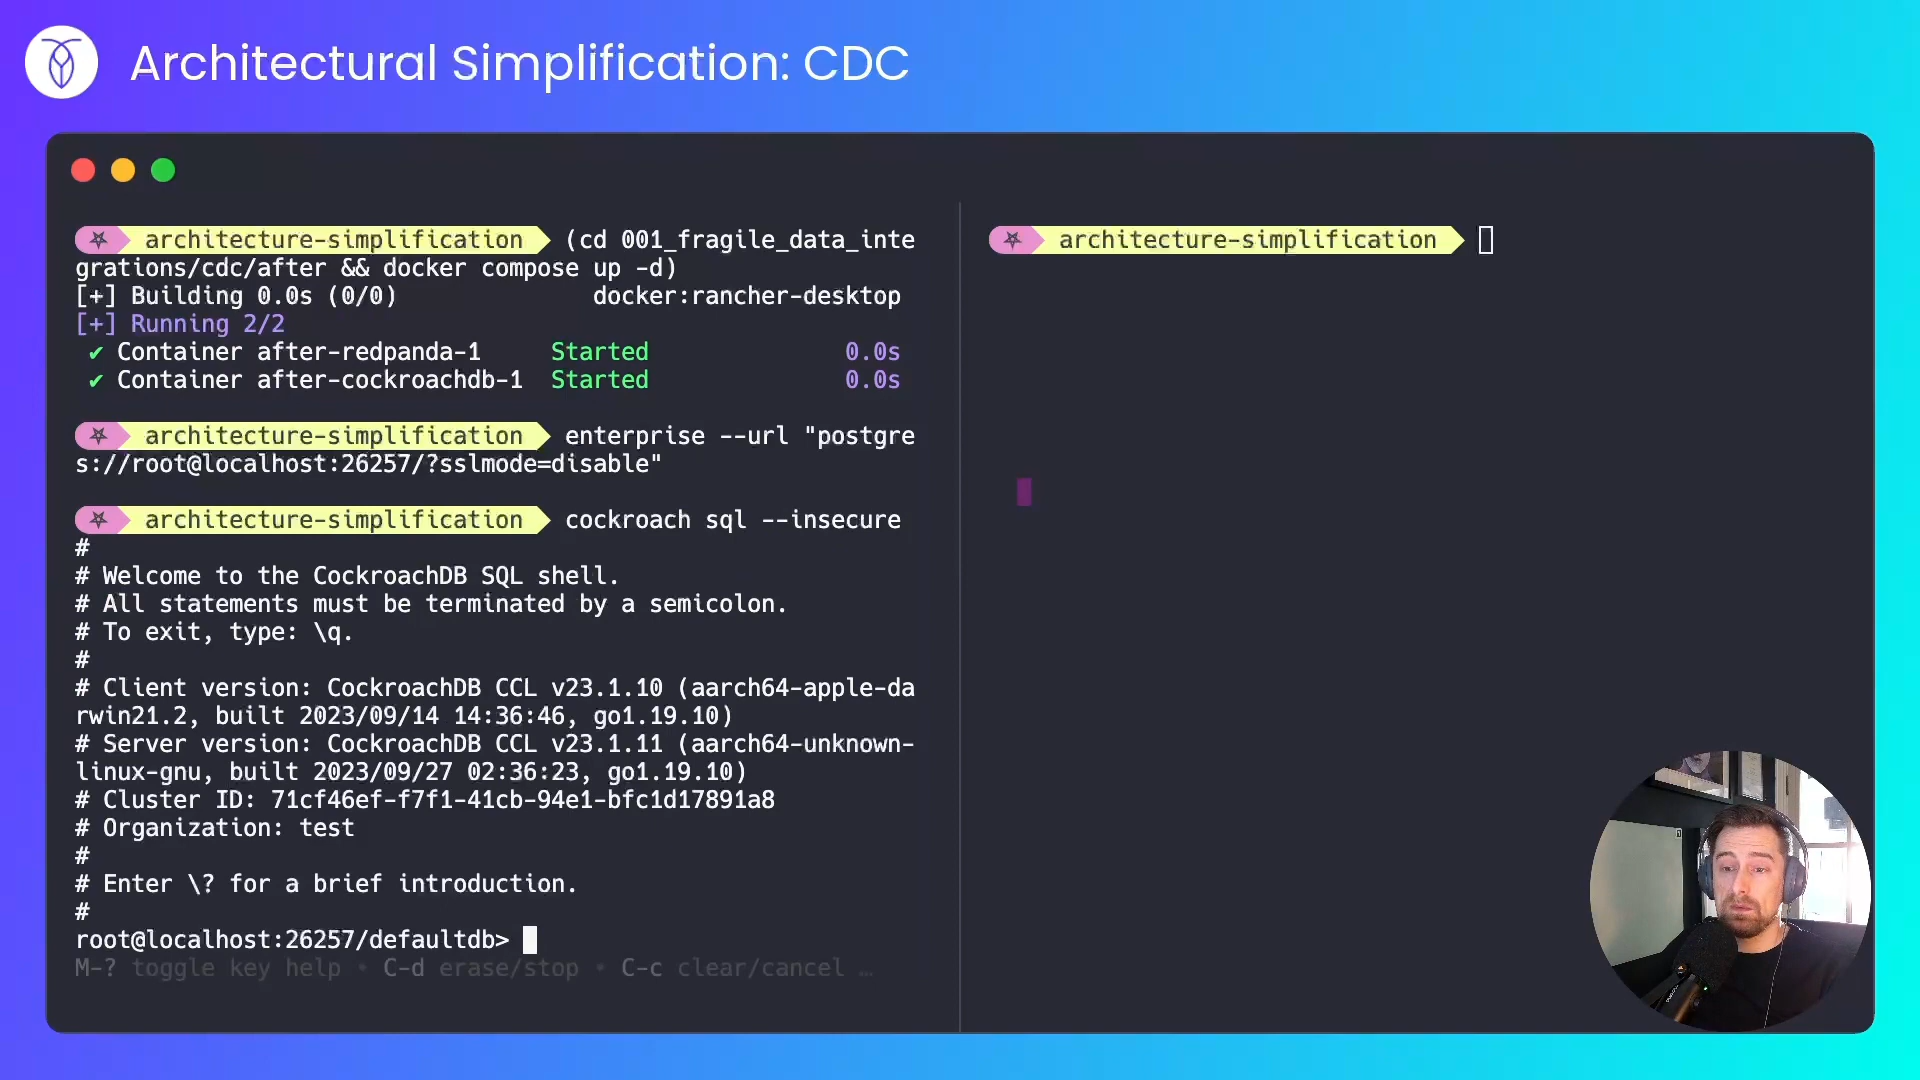 Architectural Simplification: CDC
architecture-simplification (cd 001_fragile_data_inte
grations/cdc/after && docker compose up -d)
[+] Building 0.0s (0/0) docker:rancher-desktop
[+] Running 2/2
✔ Container after-redpanda-1 Started 0.0s
✔ Container after-cockroachdb-1 Started 0.0s
architecture-simplification enterprise --url "postgre
s://root@localhost:26257/?sslmode=disable"
architecture-simplification cockroach sql --insecure
#
# Welcome to the CockroachDB SQL shell.
# All statements must be terminated by a semicolon.
# To exit, type: \q.
#
# Client version: CockroachDB CCL v23.1.10 (aarch64-apple-da
rwin21.2, built 2023/09/14 14:36:46, go1.19.10)
# Server version: CockroachDB CCL v23.1.11 (aarch64-unknown-
linux-gnu, built 2023/09/27 02:36:23, go1.19.10)
# Cluster ID: 71cf46ef-f7f1-41cb-94e1-bfc1d17891a8
# Organization: test
#
# Enter \? for a brief introduction.
#
root@localhost:26257/defaultdb>
M-? toggle key help • C-d erase/stop • C-c clear/cancel …
architecture-simplification